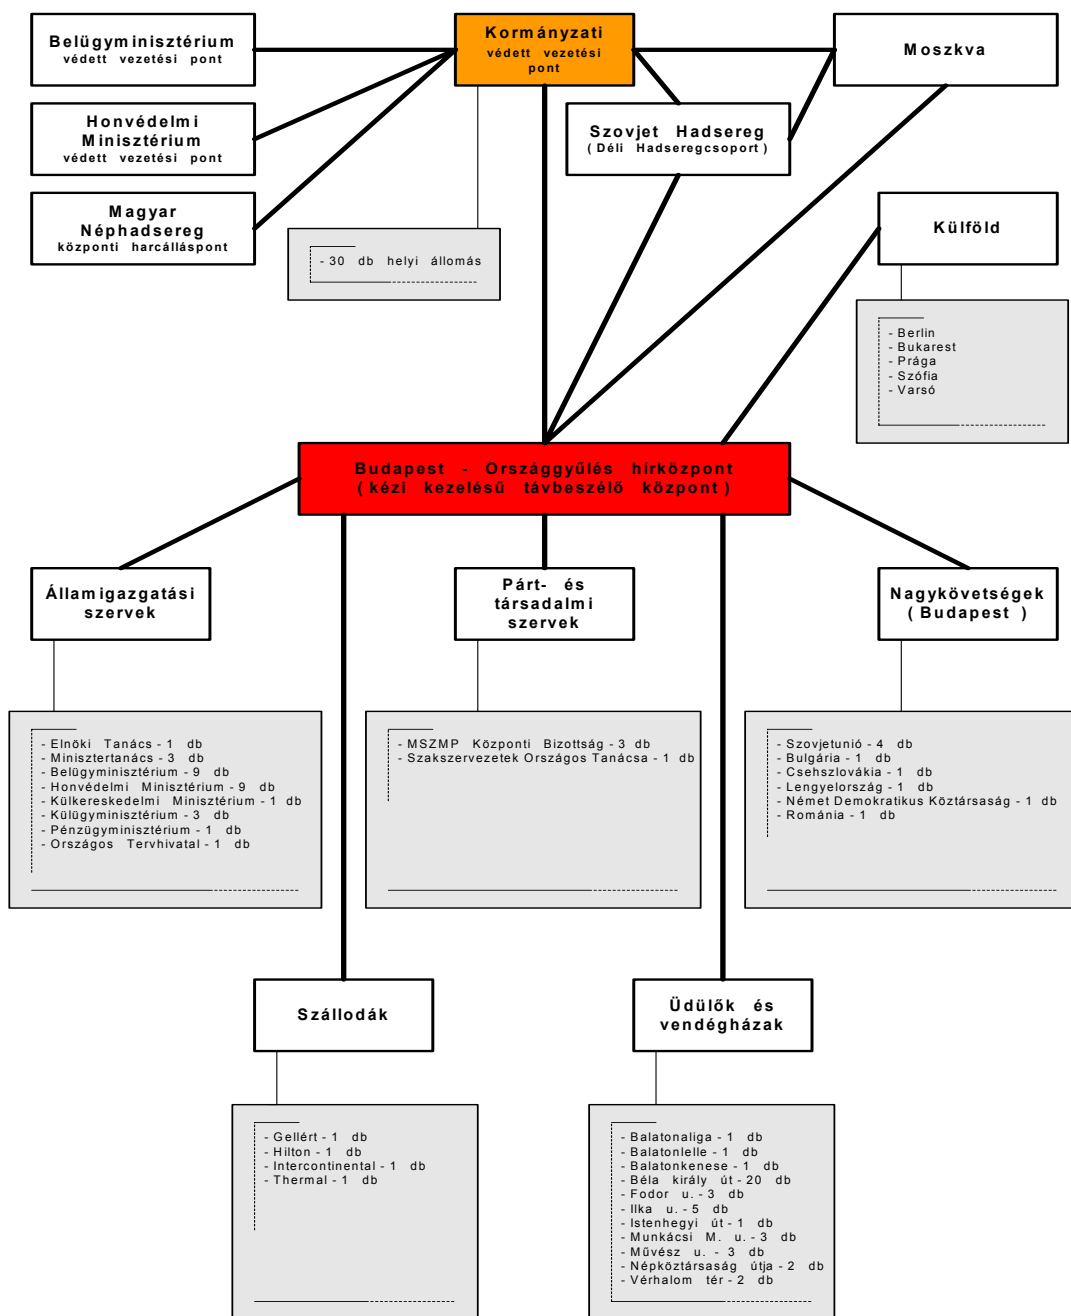 Belügyminisztérium
védett vezetési pont
Kormányzati
védett vezetési
pont
Moszkva
Honvédelmi
Minisztérium
védett vezetési pont
Szovjet Hadsereg
(Déli Hadseregcsoport)
Magyar
Néphadsereg
központi harcálláspont
Külföld
- 30 db helyi állomás
- Berlin
- Bukarest
- Prága
- Szófia
- Varsó
Budapest - Országgyűlés hírközpont
(kézi kezelésű távbeszélő központ)
Államigazgatási
szervek
Párt- és
társadalmi
szervek
Nagykövetségek
(Budapest)
- Elnöki Tanács - 1 db
- Minisztertanács - 3 db
- Belügyminisztérium - 9 db
- Honvédelmi Minisztérium - 9 db
- Külkereskedelmi Minisztérium - 1 db
- Külügyminisztérium - 3 db
- Pénzügyminisztérium - 1 db
- Országos Tervhivatal - 1 db
- MSZMP Központi Bizottság - 3 db
- Szakszervezetek Országos Tanácsa - 1 db
- Szovjetunió - 4 db
- Bulgária - 1 db
- Csehszlovákia - 1 db
- Lengyelország - 1 db
- Német Demokratikus Köztársaság - 1 db
- Románia - 1 db
Szállodák
Üdülők és
vendégházak
- Gellért - 1 db
- Hilton - 1 db
- Intercontinental - 1 db
- Thermal - 1 db
- Balatonaliga - 1 db
- Balatonlelle - 1 db
- Balatonkenese - 1 db
- Béla király út - 20 db
- Fodor u. - 3 db
- Ilka u. - 5 db
- Istenhegyi út - 1 db
- Munkácsi M. u. - 3 db
- Művész u. - 3 db
- Népköztársaság útja - 2 db
- Vérhalom tér - 2 db